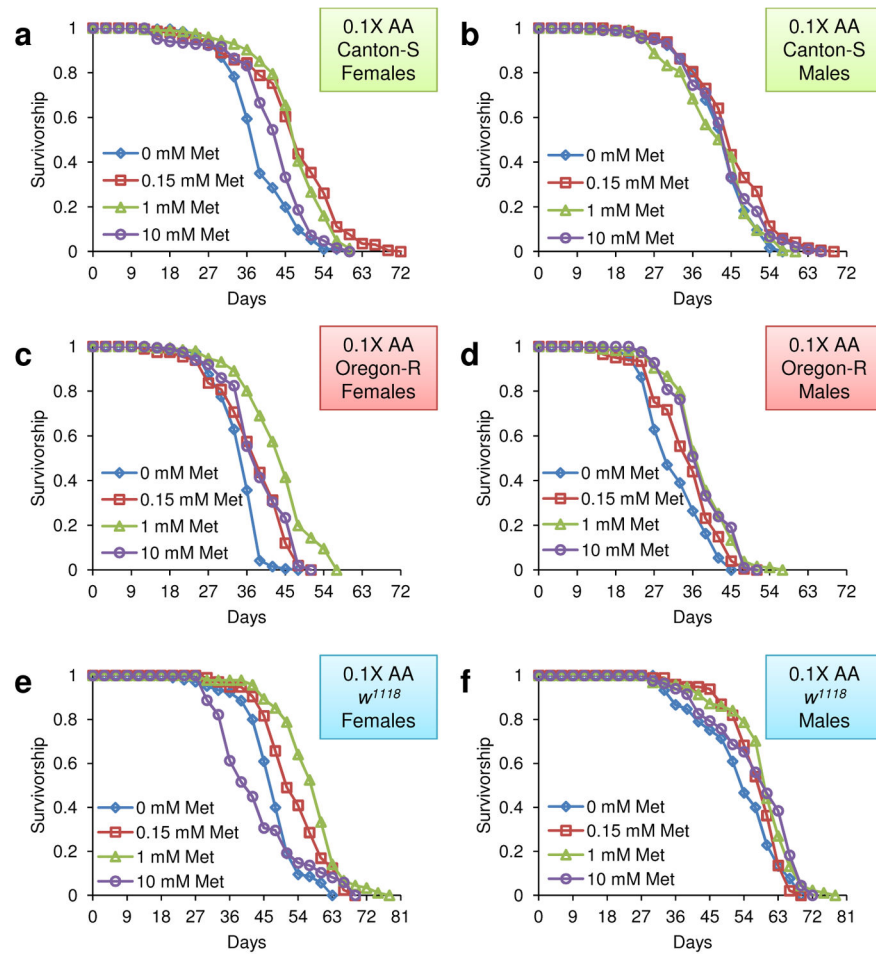 a
0.1X AA
Canton-S
Females
Survivorship
1
0.8
0.6
0.4
0.2
0
0 mM Met
0.15 mM Met
1 mM Met
10 mM Met
0 9 18 27 36 45 54 63 72
Days
b
0.1X AA
Canton-S
Males
Survivorship
1
0.8
0.6
0.4
0.2
0
0 mM Met
0.15 mM Met
1 mM Met
10 mM Met
0 9 18 27 36 45 54 63 72
Days
c
0.1X AA
Oregon-R
Females
Survivorship
1
0.8
0.6
0.4
0.2
0
0 mM Met
0.15 mM Met
1 mM Met
10 mM Met
0 9 18 27 36 45 54 63 72
Days
d
0.1X AA
Oregon-R
Males
Survivorship
1
0.8
0.6
0.4
0.2
0
0 mM Met
0.15 mM Met
1 mM Met
10 mM Met
0 9 18 27 36 45 54 63 72
Days
e
0.1X AA
w1118
Females
Survivorship
1
0.8
0.6
0.4
0.2
0
0 mM Met
0.15 mM Met
1 mM Met
10 mM Met
0 9 18 27 36 45 54 63 72 81
Days
f
0.1X AA
w1118
Males
Survivorship
1
0.8
0.6
0.4
0.2
0
0 mM Met
0.15 mM Met
1 mM Met
10 mM Met
0 9 18 27 36 45 54 63 72 81
Days